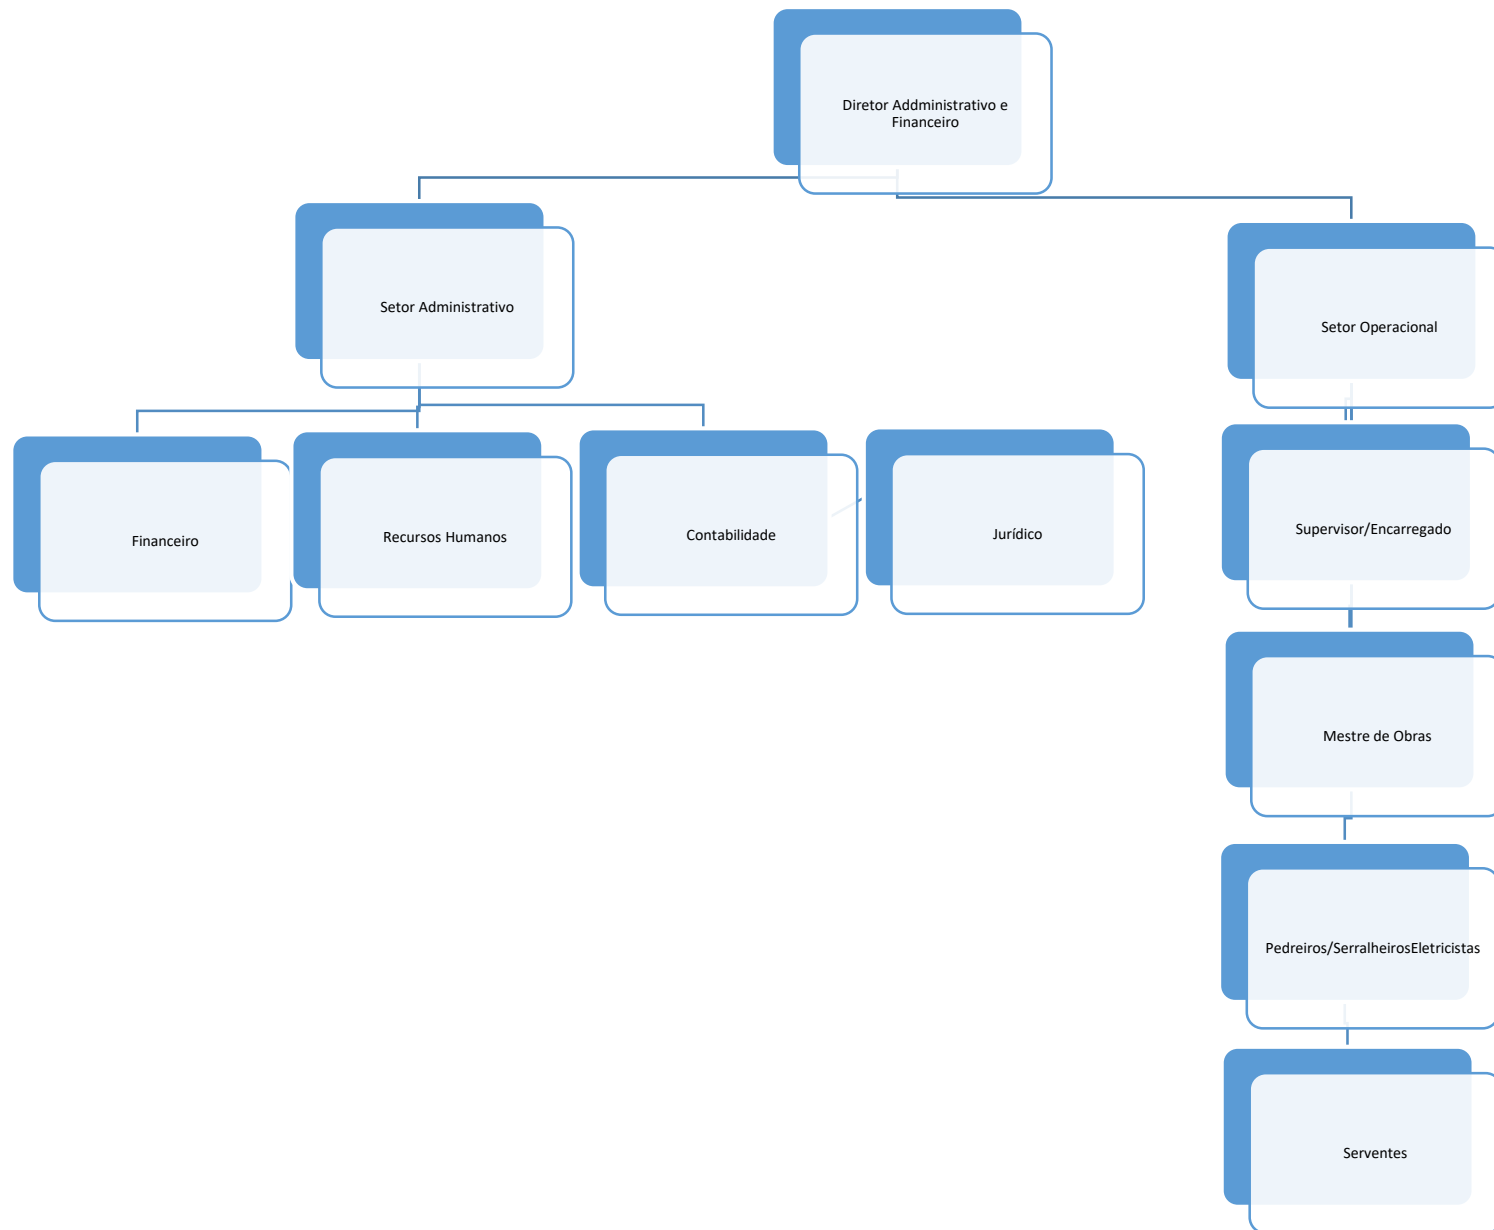 Diretor Addministrativo e
Financeiro
Setor Administrativo
Setor Operacional
Financeiro
Recursos Humanos
Contabilidade
Jurídico
Supervisor/Encarregado
Mestre de Obras
Pedreiros/SerralheirosEletricistas
Serventes